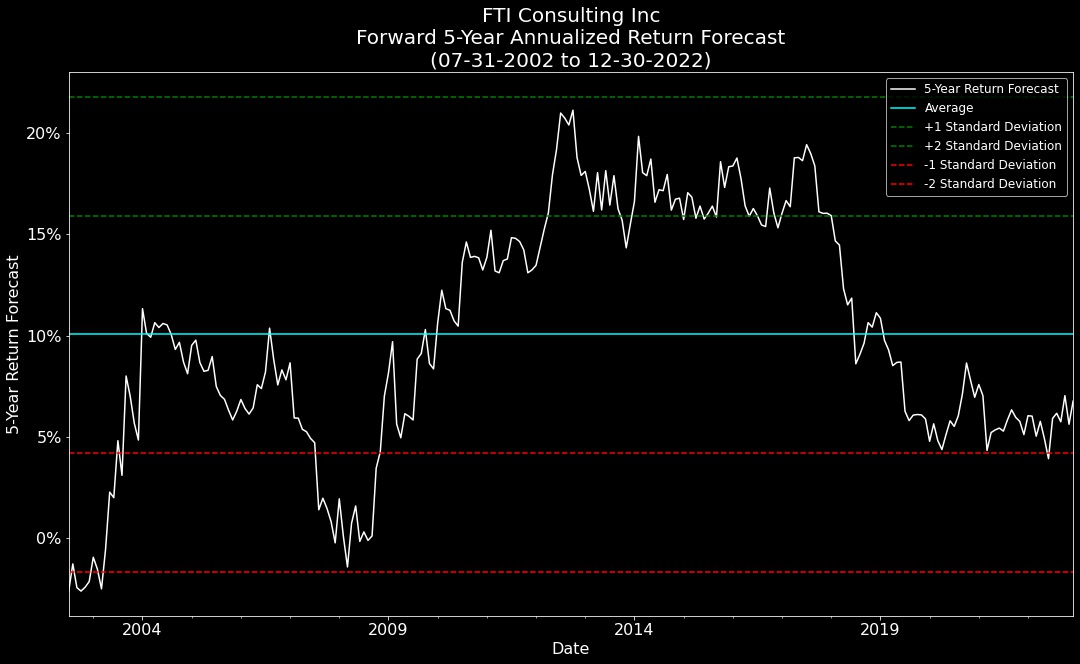 FTI Consulting Inc
Forward 5-Year Annualized Return Forecast
(07-31-2002 to 12-30-2022)
5-Year Return Forecast
Average
+1 Standard Deviation
+2 Standard Deviation
-1 Standard Deviation
-2 Standard Deviation
5-Year Return Forecast
20%
15%
10%
5%
0%
2004
2009
2014
2019
Date